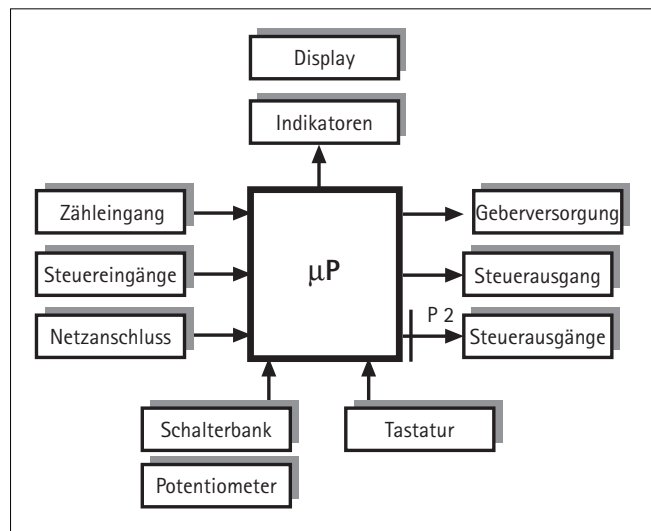 Display
Indikatoren
Zähleingang
Steuereingänge
Netzanschluss
µP
Geberversorgung
Steuerausgang
P 2
Steuerausgänge
Schalterbank
Potentiometer
Tastatur